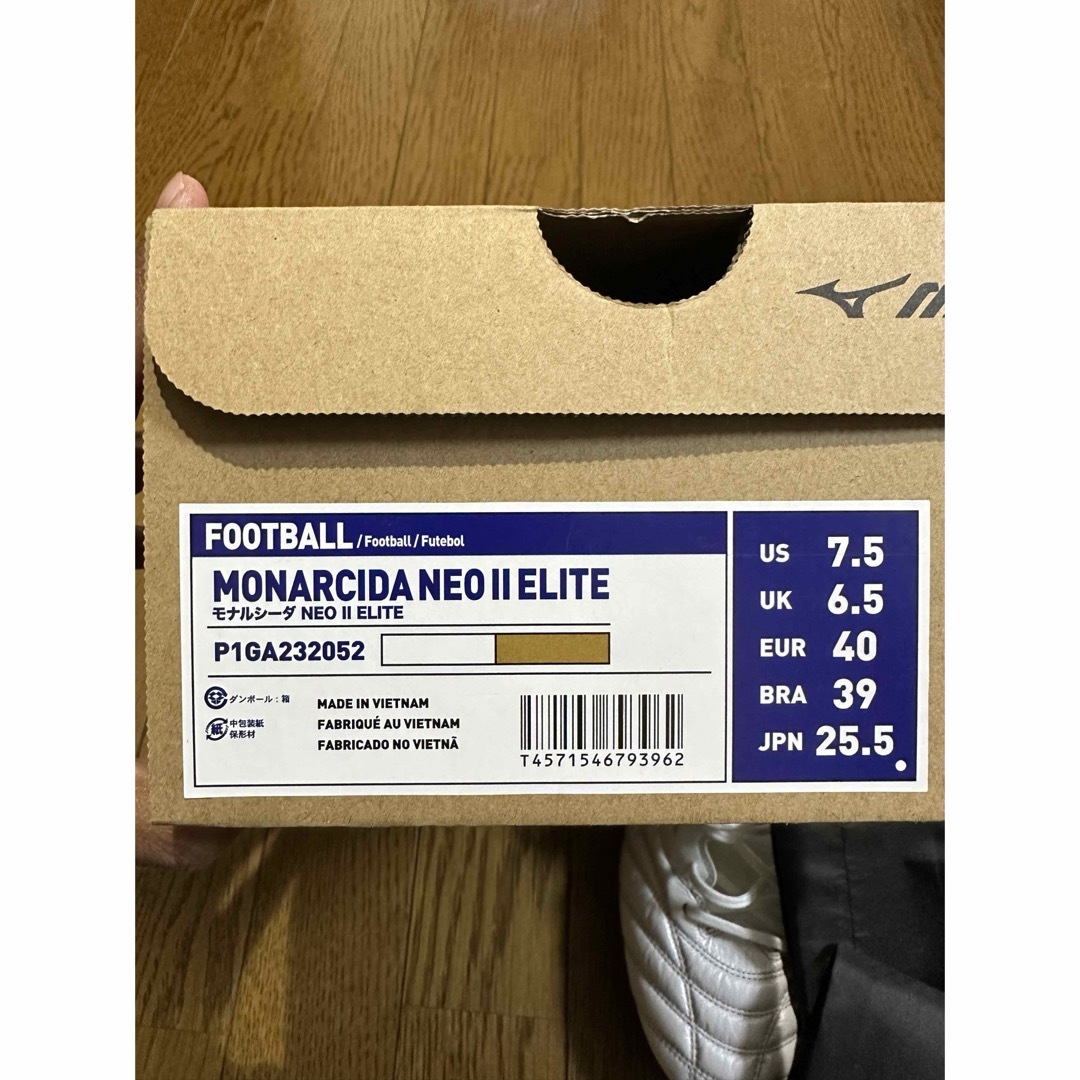 FOOTBALL / Football / Futebol
MONARCIDA NEO II ELITE
モナルシーダ NEO II ELITE
P1GA232052
ダンボール：箱
紙
中包装紙
保形材
MADE IN VIETNAM
FABRIQUÉ AU VIETNAM
FABRICADO NO VIETNÃ
T4571546793962
US 7.5
UK 6.5
EUR 40
BRA 39
JPN 25.5